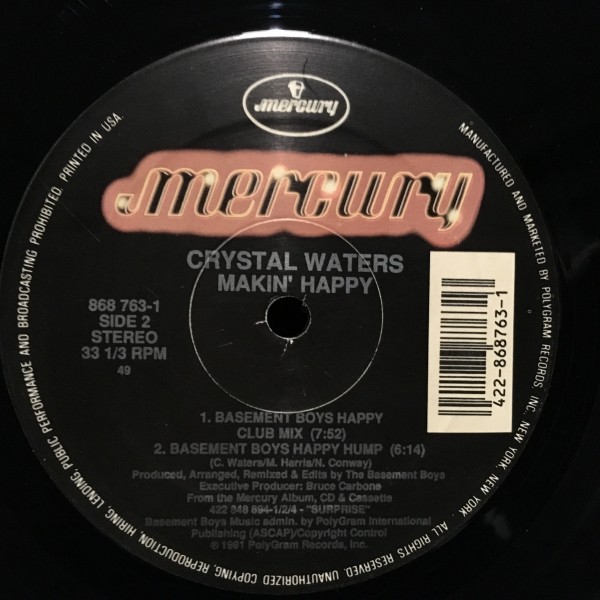 mercury
mercury
CRYSTAL WATERS
MAKIN' HAPPY
868 763-1
SIDE 2
STEREO
33 1/3 RPM
49
422-868763-1
1. BASEMENT BOYS HAPPY
CLUB MIX (7:52)
2. BASEMENT BOYS HAPPY HUMP (6:14)
(C. Waters/M. Harris/N. Conway)
Produced, Arranged, Remixed & Edits by The Basement Boys
Executive Producer: Bruce Carbone
From the Mercury Album, CD & Cassette
422 848 894-1/2/4 - "SURPRISE"
Basement Boys Music admin. by PolyGram International
Publishing (ASCAP)/Copyright Control
© 1991 PolyGram Records, Inc.
MANUFACTURED AND MARKETED BY POLYGRAM RECORDS, INC. NEW YORK, NEW YORK. ALL RIGHTS RESERVED. UNAUTHORIZED COPYING, REPRODUCTION, HIRING, LENDING, PUBLIC PERFORMANCE AND BROADCASTING PROHIBITED. PRINTED IN USA.